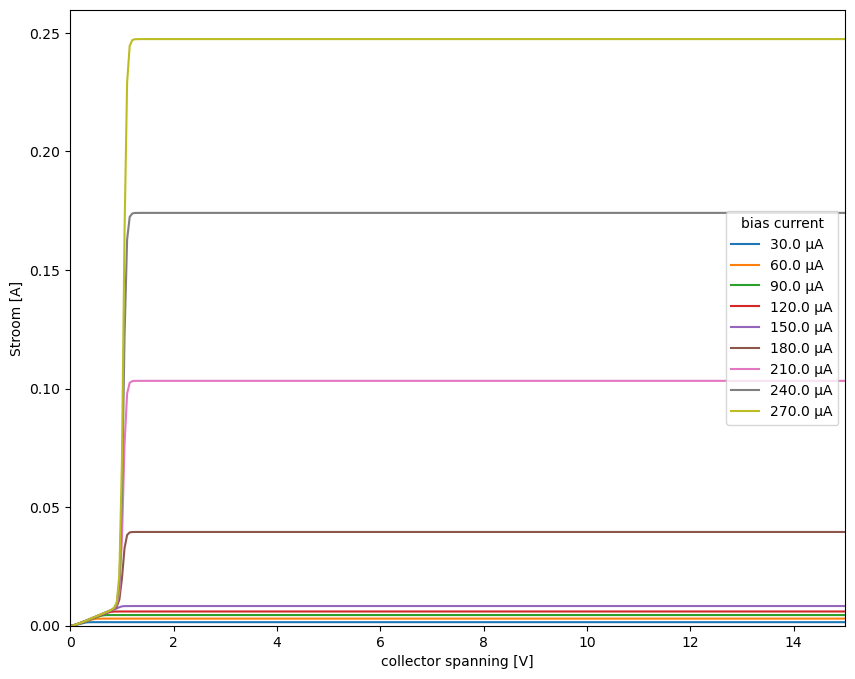 0.25
0.20
0.15
0.10
0.05
0.00
Stroom [A]
bias current
30.0 µA
60.0 µA
90.0 µA
120.0 µA
150.0 µA
180.0 µA
210.0 µA
240.0 µA
270.0 µA
0 2 4 6 8 10 12 14
collector spanning [V]